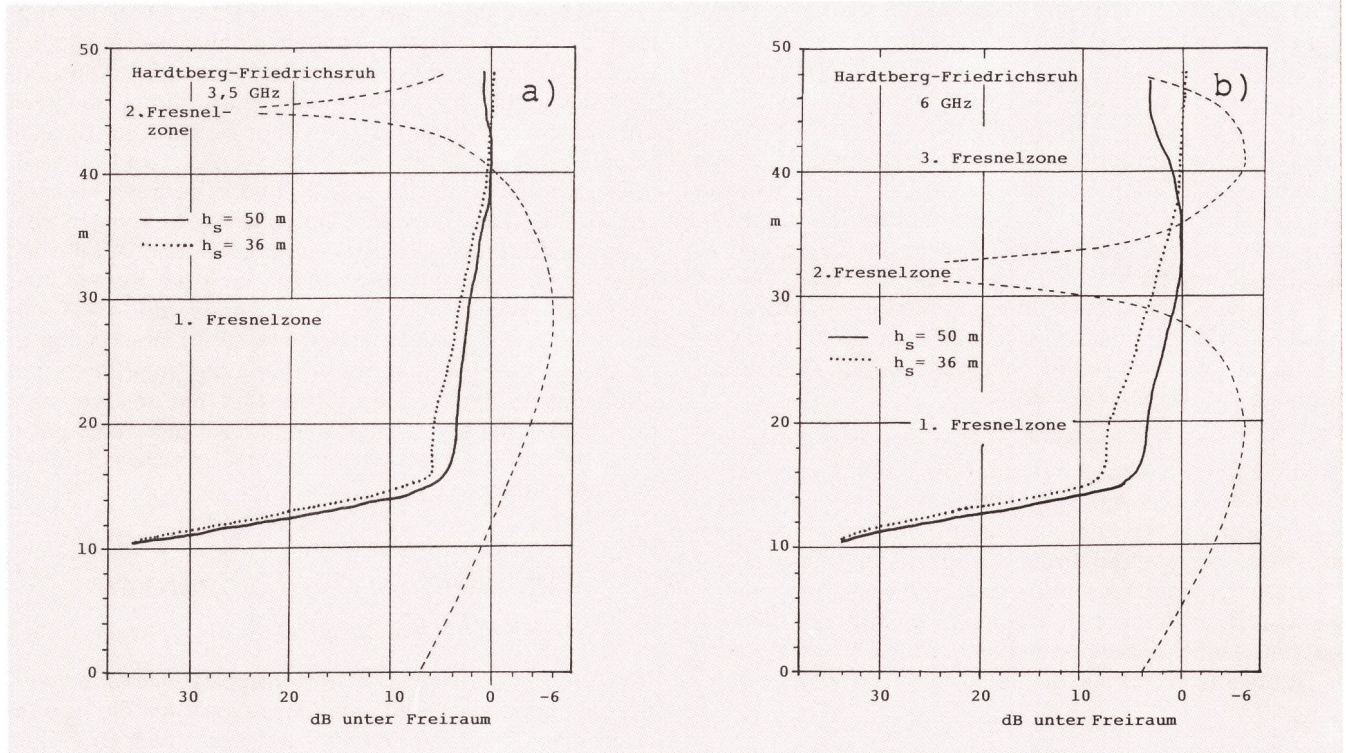 50
Hardtberg-Friedrichsruh
3,5 GHz
a)
2.Fresnel-
zone
40
h_s= 50 m
m
h_s= 36 m
30
1. Fresnelzone
20
10
0
30 20 10 0 -6
dB unter Freiraum
50
Hardtberg-Friedrichsruh
6 GHz
b)
3. Fresnelzone
40
m
2.Fresnelzone
30
h_s= 50 m
h_s= 36 m
20
1. Fresnelzone
10
0
30 20 10 0 -6
dB unter Freiraum